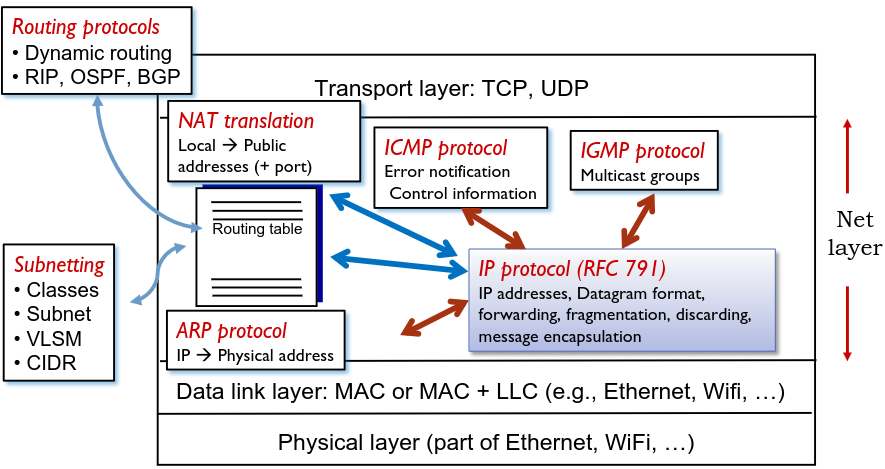 Routing protocols
• Dynamic routing
• RIP, OSPF, BGP
Transport layer: TCP, UDP
NAT translation
Local → Public
addresses (+ port)
ICMP protocol
Error notification
Control information
IGMP protocol
Multicast groups
Routing table
Net
layer
Subnetting
• Classes
• Subnet
• VLSM
• CIDR
IP protocol (RFC 791)
IP addresses, Datagram format,
forwarding, fragmentation, discarding,
message encapsulation
ARP protocol
IP → Physical address
Data link layer: MAC or MAC + LLC (e.g., Ethernet, Wifi, …)
Physical layer (part of Ethernet, WiFi, …)